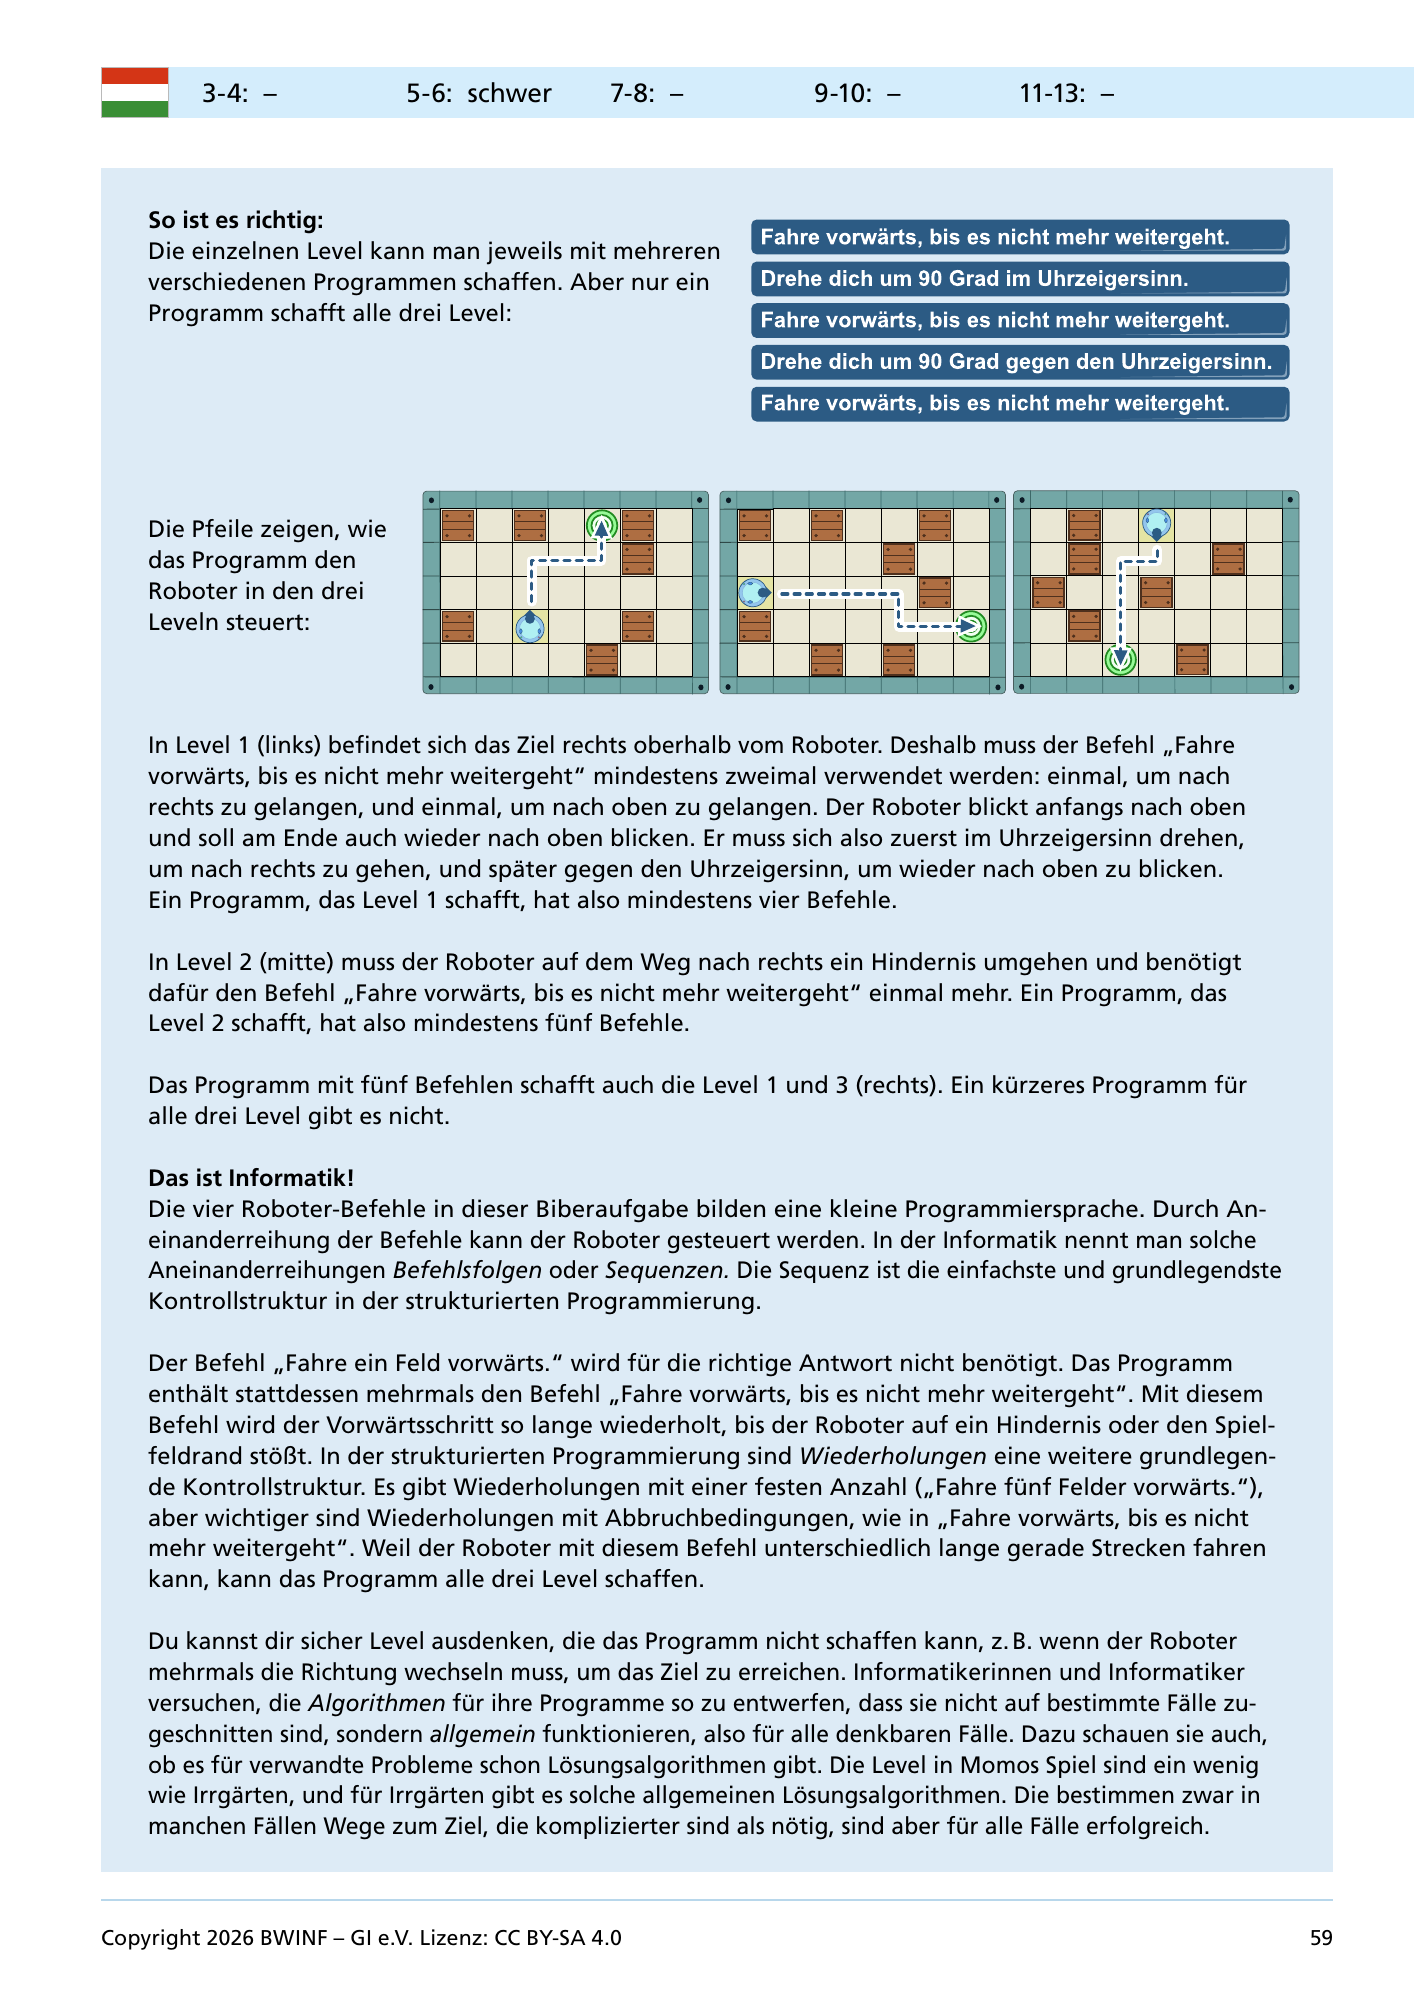 3-4: –
5-6: schwer
7-8: –
9-10: –
11-13: –
So ist es richtig:
Die einzelnen Level kann man jeweils mit mehreren
verschiedenen Programmen schaffen. Aber nur ein
Programm schafft alle drei Level:
Fahre vorwärts, bis es nicht mehr weitergeht.
Drehe dich um 90 Grad im Uhrzeigersinn.
Fahre vorwärts, bis es nicht mehr weitergeht.
Drehe dich um 90 Grad gegen den Uhrzeigersinn.
Fahre vorwärts, bis es nicht mehr weitergeht.
Die Pfeile zeigen, wie
das Programm den
Roboter in den drei
Leveln steuert:
In Level 1 (links) befindet sich das Ziel rechts oberhalb vom Roboter. Deshalb muss der Befehl „Fahre
vorwärts, bis es nicht mehr weitergeht“ mindestens zweimal verwendet werden: einmal, um nach
rechts zu gelangen, und einmal, um nach oben zu gelangen. Der Roboter blickt anfangs nach oben
und soll am Ende auch wieder nach oben blicken. Er muss sich also zuerst im Uhrzeigersinn drehen,
um nach rechts zu gehen, und später gegen den Uhrzeigersinn, um wieder nach oben zu blicken.
Ein Programm, das Level 1 schafft, hat also mindestens vier Befehle.
In Level 2 (mitte) muss der Roboter auf dem Weg nach rechts ein Hindernis umgehen und benötigt
dafür den Befehl „Fahre vorwärts, bis es nicht mehr weitergeht“ einmal mehr. Ein Programm, das
Level 2 schafft, hat also mindestens fünf Befehle.
Das Programm mit fünf Befehlen schafft auch die Level 1 und 3 (rechts). Ein kürzeres Programm für
alle drei Level gibt es nicht.
Das ist Informatik!
Die vier Roboter-Befehle in dieser Biberaufgabe bilden eine kleine Programmiersprache. Durch An-
einanderreihung der Befehle kann der Roboter gesteuert werden. In der Informatik nennt man solche
Aneinanderreihungen Befehlsfolgen oder Sequenzen. Die Sequenz ist die einfachste und grundlegendste
Kontrollstruktur in der strukturierten Programmierung.
Der Befehl „Fahre ein Feld vorwärts.“ wird für die richtige Antwort nicht benötigt. Das Programm
enthält stattdessen mehrmals den Befehl „Fahre vorwärts, bis es nicht mehr weitergeht“. Mit diesem
Befehl wird der Vorwärtsschritt so lange wiederholt, bis der Roboter auf ein Hindernis oder den Spiel-
feldrand stößt. In der strukturierten Programmierung sind Wiederholungen eine weitere grundlegen-
de Kontrollstruktur. Es gibt Wiederholungen mit einer festen Anzahl („Fahre fünf Felder vorwärts.“),
aber wichtiger sind Wiederholungen mit Abbruchbedingungen, wie in „Fahre vorwärts, bis es nicht
mehr weitergeht“. Weil der Roboter mit diesem Befehl unterschiedlich lange gerade Strecken fahren
kann, kann das Programm alle drei Level schaffen.
Du kannst dir sicher Level ausdenken, die das Programm nicht schaffen kann, z. B. wenn der Roboter
mehrmals die Richtung wechseln muss, um das Ziel zu erreichen. Informatikerinnen und Informatiker
versuchen, die Algorithmen für ihre Programme so zu entwerfen, dass sie nicht auf bestimmte Fälle zu-
geschnitten sind, sondern allgemein funktionieren, also für alle denkbaren Fälle. Dazu schauen sie auch,
ob es für verwandte Probleme schon Lösungsalgorithmen gibt. Die Level in Momos Spiel sind ein wenig
wie Irrgärten, und für Irrgärten gibt es solche allgemeinen Lösungsalgorithmen. Die bestimmen zwar in
manchen Fällen Wege zum Ziel, die komplizierter sind als nötig, sind aber für alle Fälle erfolgreich.
Copyright 2026 BWINF – GI e.V. Lizenz: CC BY-SA 4.0
59